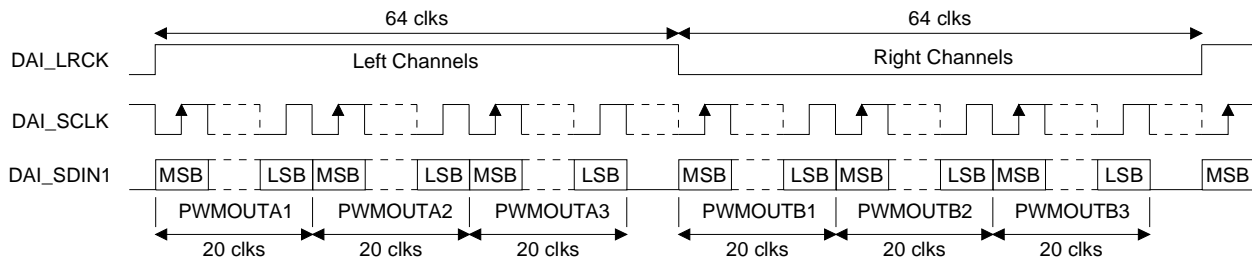 64 clks 64 clks
DAI_LRCK Left Channels Right Channels
DAI_SCLK
DAI_SDIN1 MSB LSB MSB LSB MSB LSB MSB LSB MSB LSB MSB LSB MSB
PWMOUTA1 PWMOUTA2 PWMOUTA3 PWMOUTB1 PWMOUTB2 PWMOUTB3
20 clks 20 clks 20 clks 20 clks 20 clks 20 clks